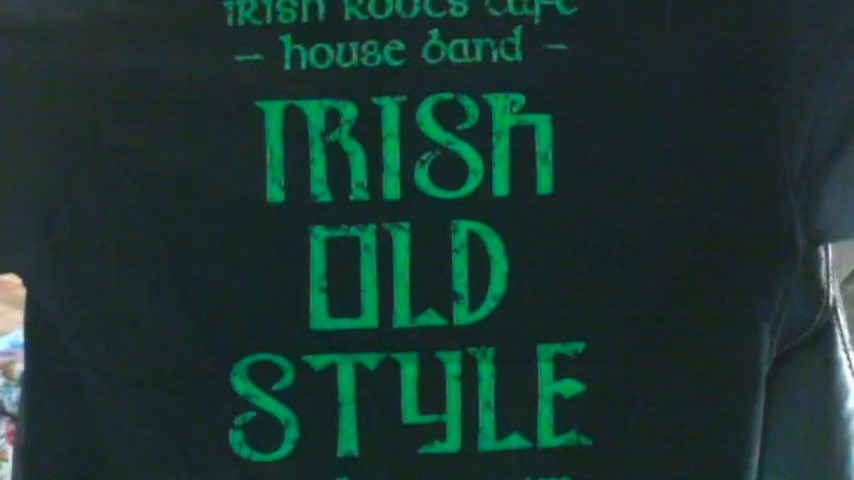 IRISH ROOTS CAFE
– house band –
IRISH
OLD
STYLE